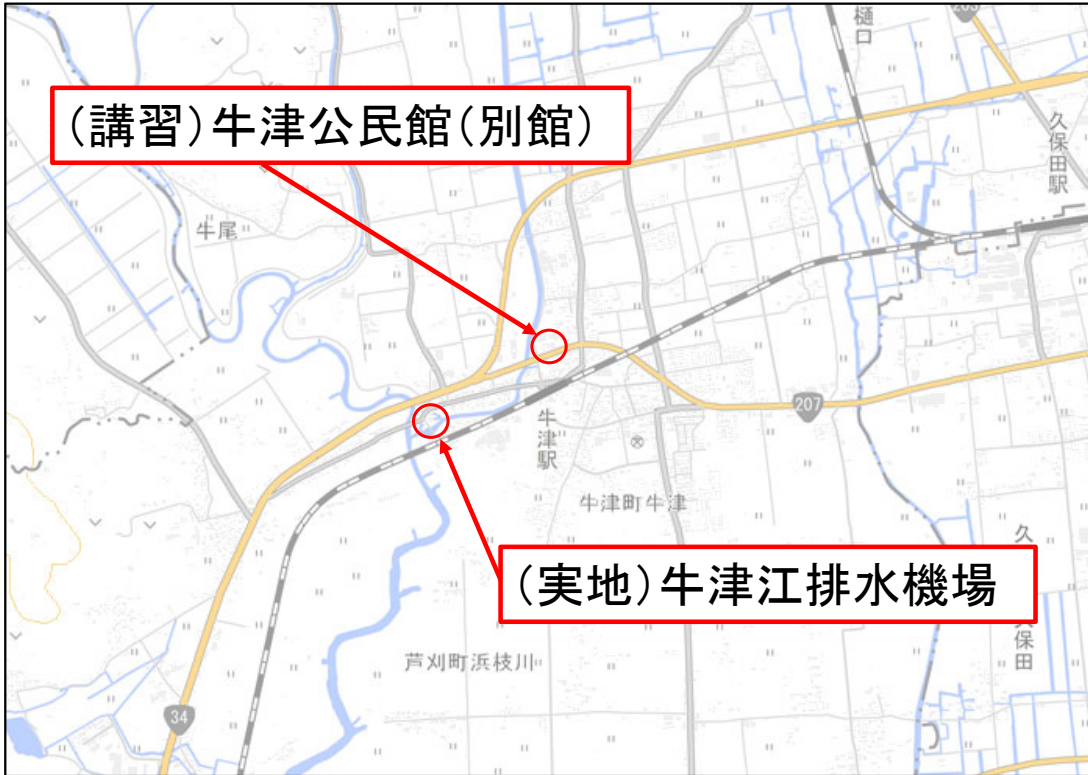 樋口
(講習)牛津公民館(別館)
久保田駅
牛尾
牛津駅
207
牛津町牛津
(実地)牛津江排水機場
久保田
芦刈町浜枝川
34